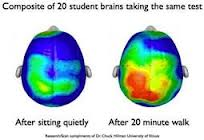 Composite of 20 student brains taking the same test
After sitting quietly
After 20 minute walk
Research/scan compliments of Dr. Chuck Hillman University of Illinois